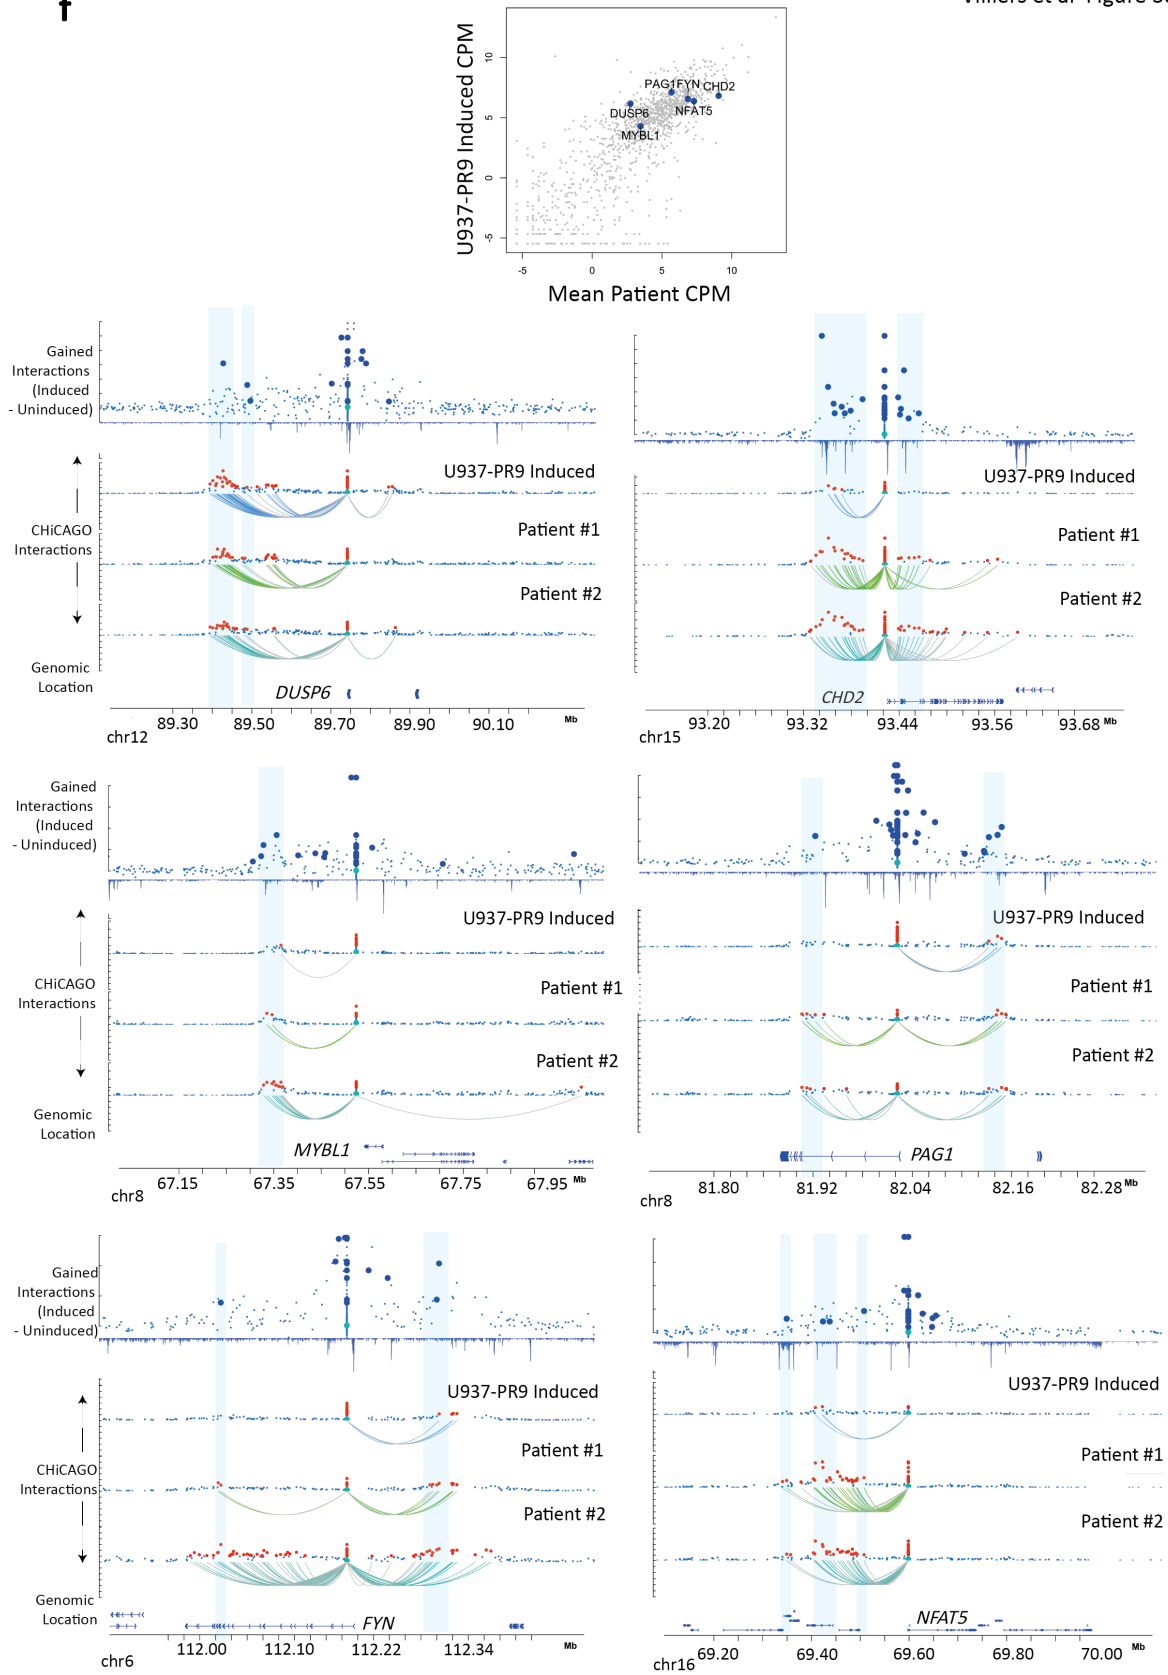 f
U937-PR9 Induced CPM
10
5
0
-5
PAG1 FYN CHD2
DUSP6
NFAT5
MYBL1
-5 0 5 10
Mean Patient CPM
Gained
Interactions
(Induced
- Uninduced)
U937-PR9 Induced
Patient #1
CHiCAGO
Interactions
Patient #2
Genomic
Location
DUSP6
89.30 89.50 89.70 89.90 90.10 Mb
chr12
U937-PR9 Induced
Patient #1
Patient #2
CHD2
93.20 93.32 93.44 93.56 93.68 Mb
chr15
Gained
Interactions
(Induced
- Uninduced)
U937-PR9 Induced
CHiCAGO
Interactions
Patient #1
Patient #2
Genomic
Location
MYBL1
67.15 67.35 67.55 67.75 67.95 Mb
chr8
U937-PR9 Induced
Patient #1
Patient #2
PAG1
81.80 81.92 82.04 82.16 82.28 Mb
chr8
Gained
Interactions
(Induced
- Uninduced)
U937-PR9 Induced
Patient #1
CHiCAGO
Interactions
Patient #2
Genomic
Location
FYN
112.00 112.10 112.22 112.34 Mb
chr6
U937-PR9 Induced
Patient #1
Patient #2
NFAT5
69.20 69.40 69.60 69.80 70.00 Mb
chr16